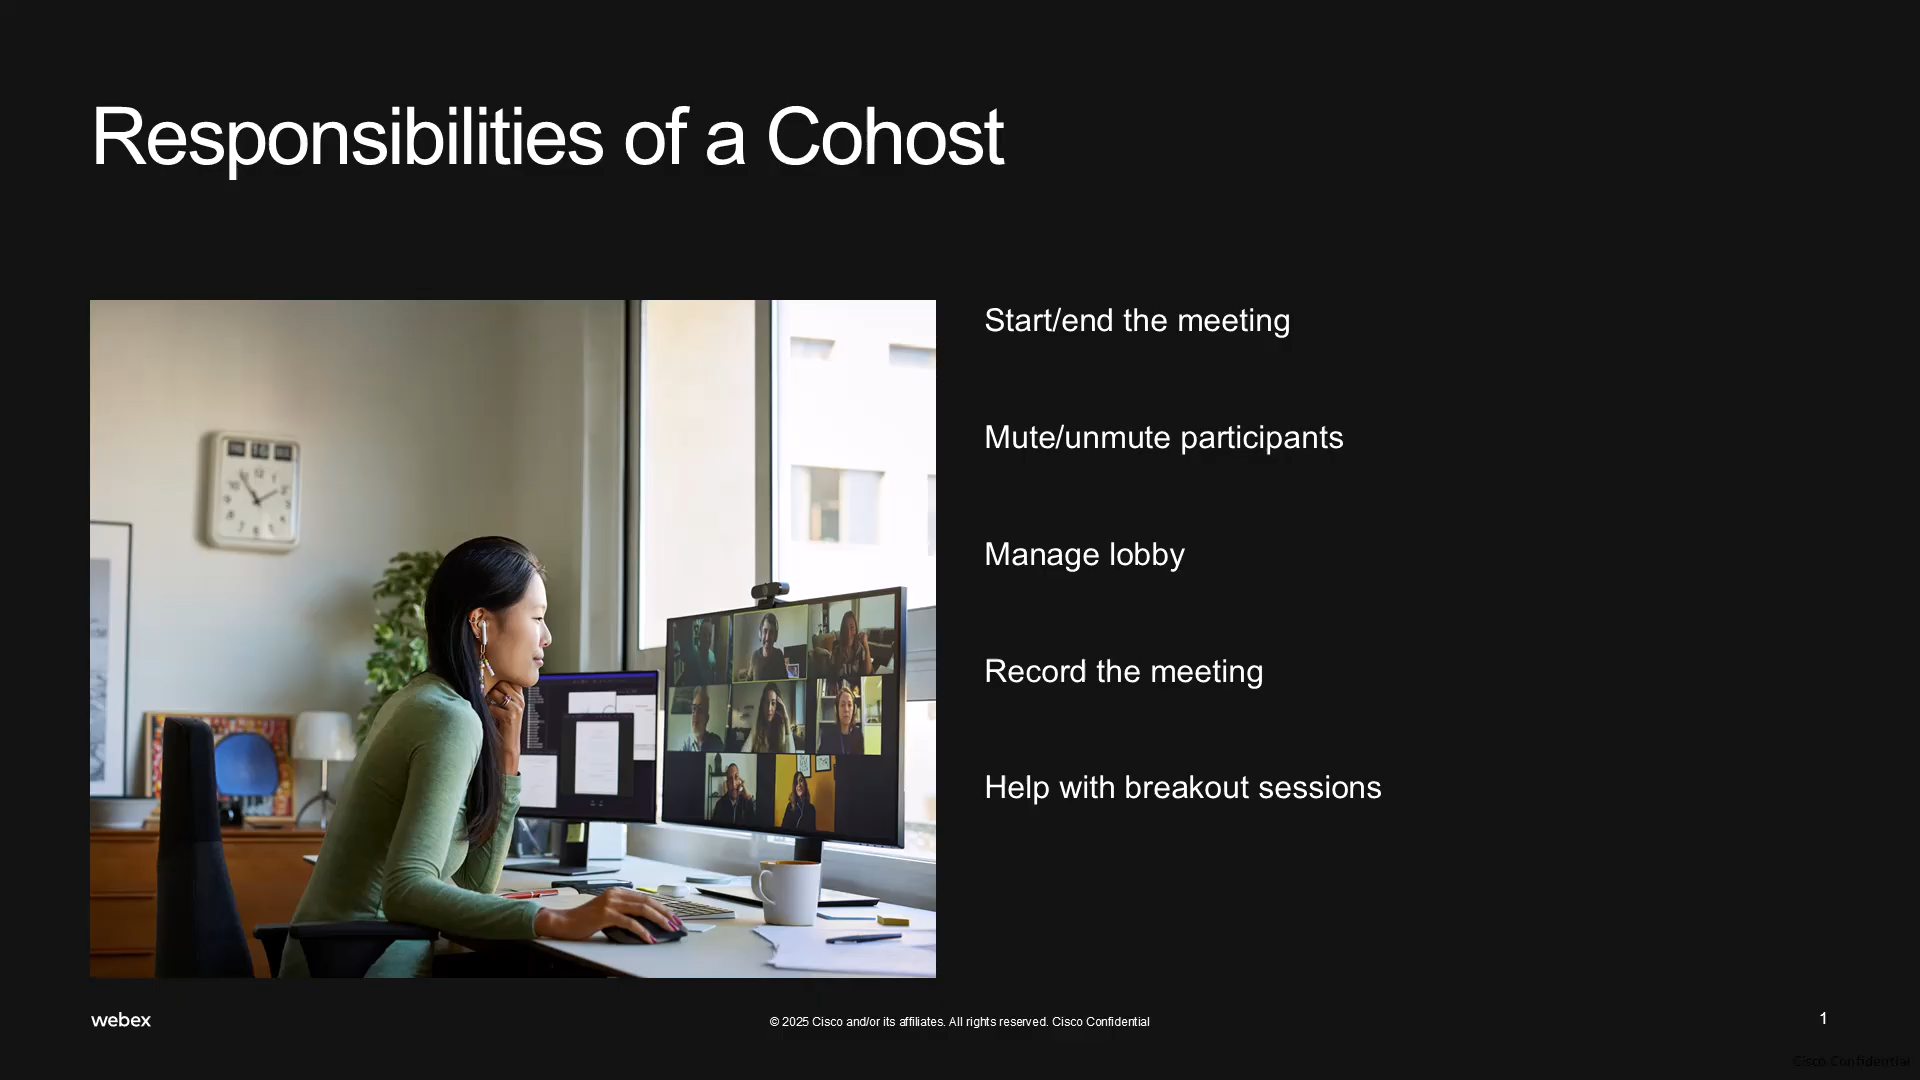 Responsibilities of a Cohost
Start/end the meeting
Mute/unmute participants
Manage lobby
Record the meeting
Help with breakout sessions
webex
© 2025 Cisco and/or its affiliates. All rights reserved. Cisco Confidential
1
Cisco Confidential